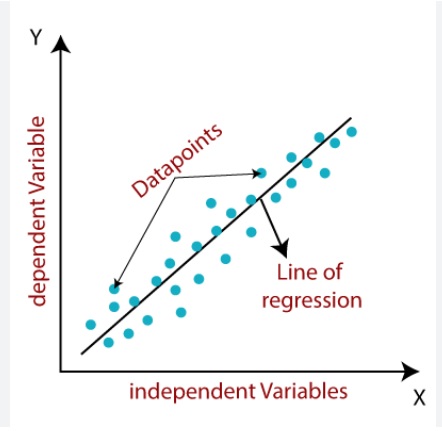 Y
dependent Variable
Datapoints
Line of
regression
independent Variables
X